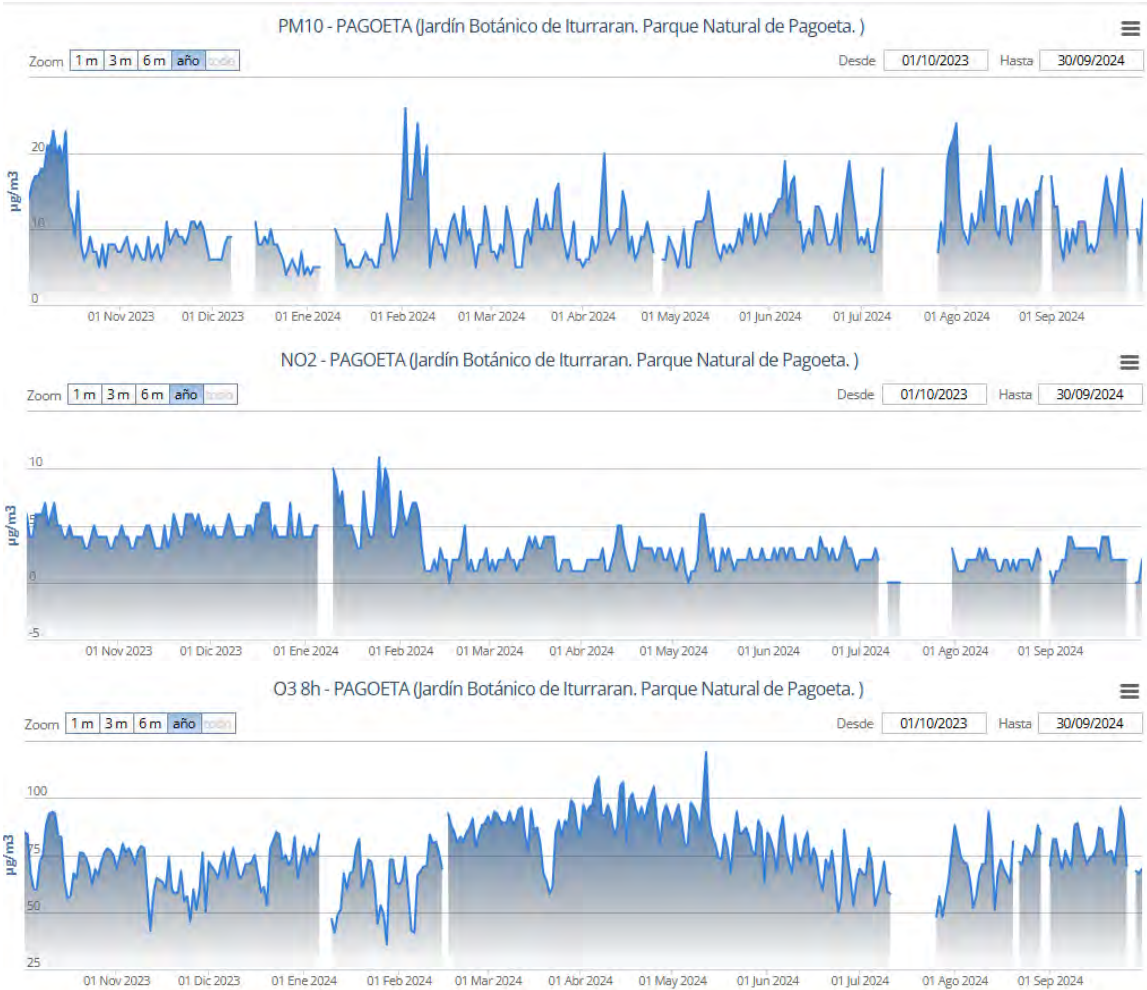 PM10 - PAGOETA (Jardín Botánico de Iturraran. Parque Natural de Pagoeta. )
Zoom 1 m 3 m 6 m año todo Desde 01/10/2023 Hasta 30/09/2024
µg/m3
20
10
0
01 Nov 2023 01 Dic 2023 01 Ene 2024 01 Feb 2024 01 Mar 2024 01 Abr 2024 01 May 2024 01 Jun 2024 01 Jul 2024 01 Ago 2024 01 Sep 2024
NO2 - PAGOETA (Jardín Botánico de Iturraran. Parque Natural de Pagoeta. )
Zoom 1 m 3 m 6 m año todo Desde 01/10/2023 Hasta 30/09/2024
µg/m3
10
5
0
-5
01 Nov 2023 01 Dic 2023 01 Ene 2024 01 Feb 2024 01 Mar 2024 01 Abr 2024 01 May 2024 01 Jun 2024 01 Jul 2024 01 Ago 2024 01 Sep 2024
O3 8h - PAGOETA (Jardín Botánico de Iturraran. Parque Natural de Pagoeta. )
Zoom 1 m 3 m 6 m año todo Desde 01/10/2023 Hasta 30/09/2024
µg/m3
100
75
50
25
01 Nov 2023 01 Dic 2023 01 Ene 2024 01 Feb 2024 01 Mar 2024 01 Abr 2024 01 May 2024 01 Jun 2024 01 Jul 2024 01 Ago 2024 01 Sep 2024